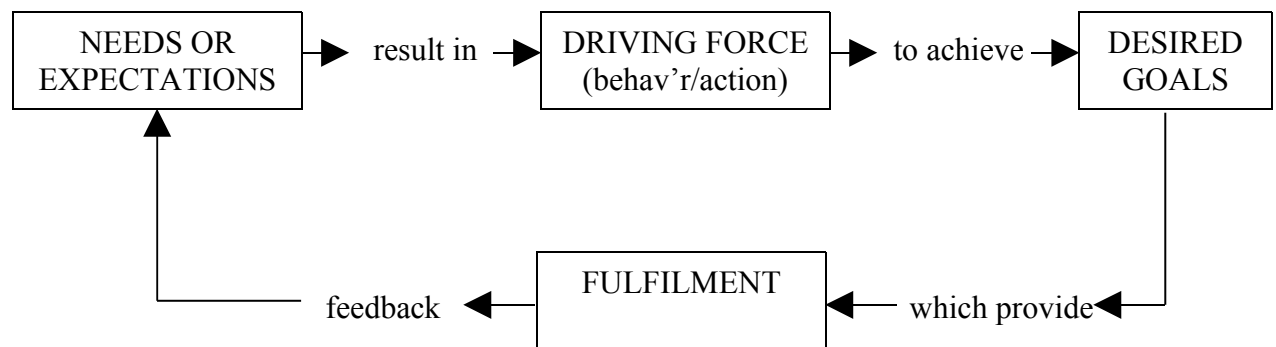 NEEDS OR
EXPECTATIONS
result in
DRIVING FORCE
(behav’r/action)
to achieve
DESIRED
GOALS
which provide
FULFILMENT
feedback